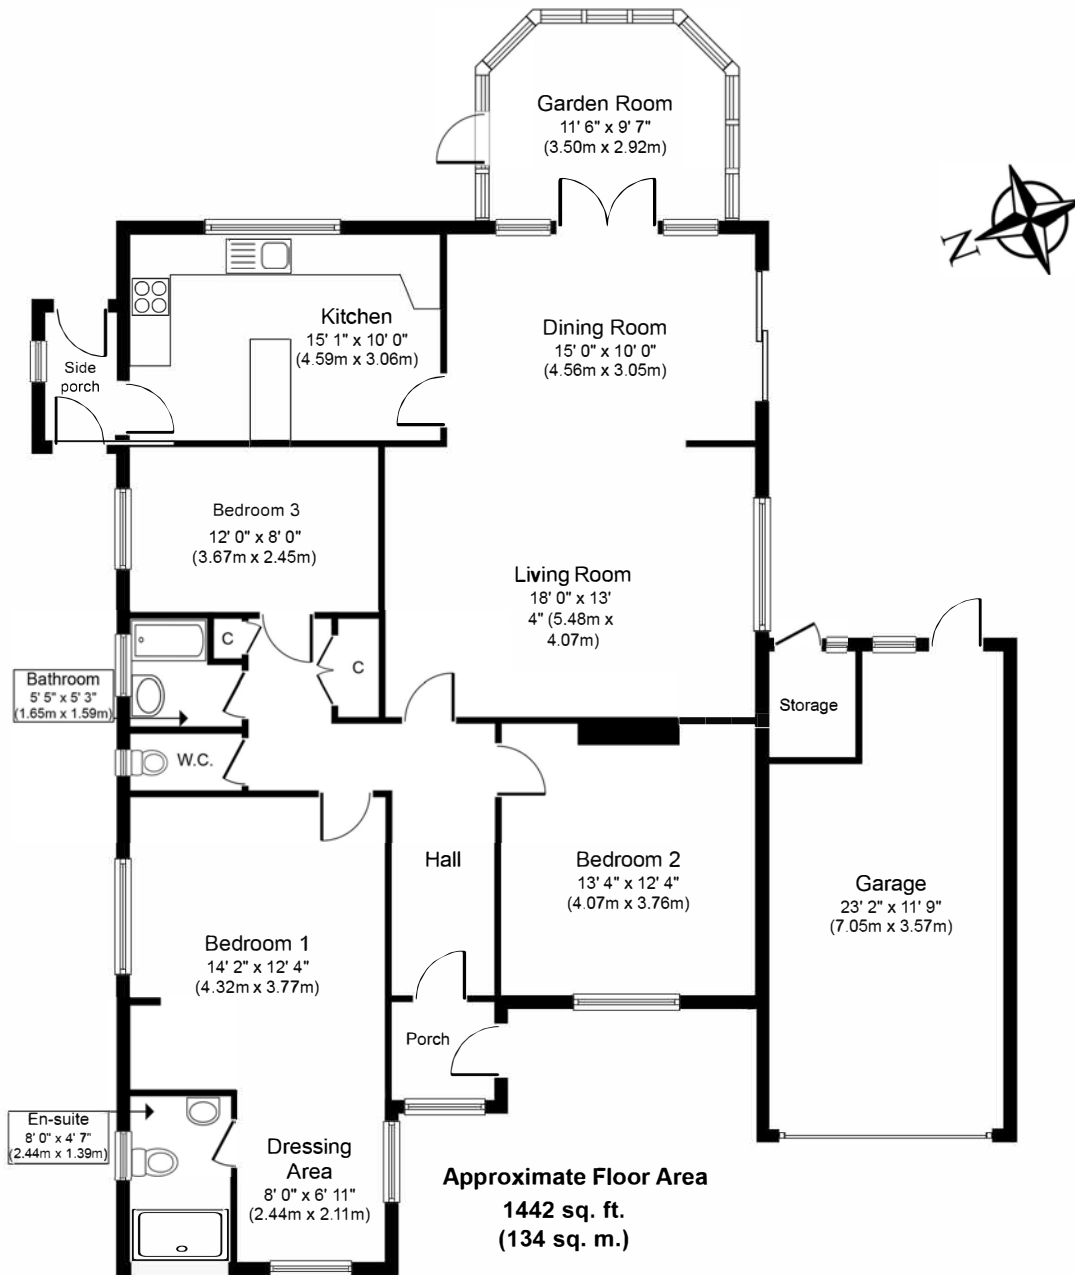 Garden Room
11' 6" x 9' 7"
(3.50m x 2.92m)
N
Kitchen
15' 1" x 10' 0"
(4.59m x 3.06m)
Dining Room
15' 0" x 10' 0"
(4.56m x 3.05m)
Side
porch
Bedroom 3
12' 0" x 8' 0"
(3.67m x 2.45m)
Living Room
18' 0" x 13'
4" (5.48m x
4.07m)
C
C
Bathroom
5' 5" x 5' 3"
(1.65m x 1.59m)
Storage
W.C.
Hall
Bedroom 2
13' 4" x 12' 4"
(4.07m x 3.76m)
Garage
23' 2" x 11' 9"
(7.05m x 3.57m)
Bedroom 1
14' 2" x 12' 4"
(4.32m x 3.77m)
Porch
En-suite
8' 0" x 4' 7"
(2.44m x 1.39m)
Dressing
Area
8' 0" x 6' 11"
(2.44m x 2.11m)
Approximate Floor Area
1442 sq. ft.
(134 sq. m.)